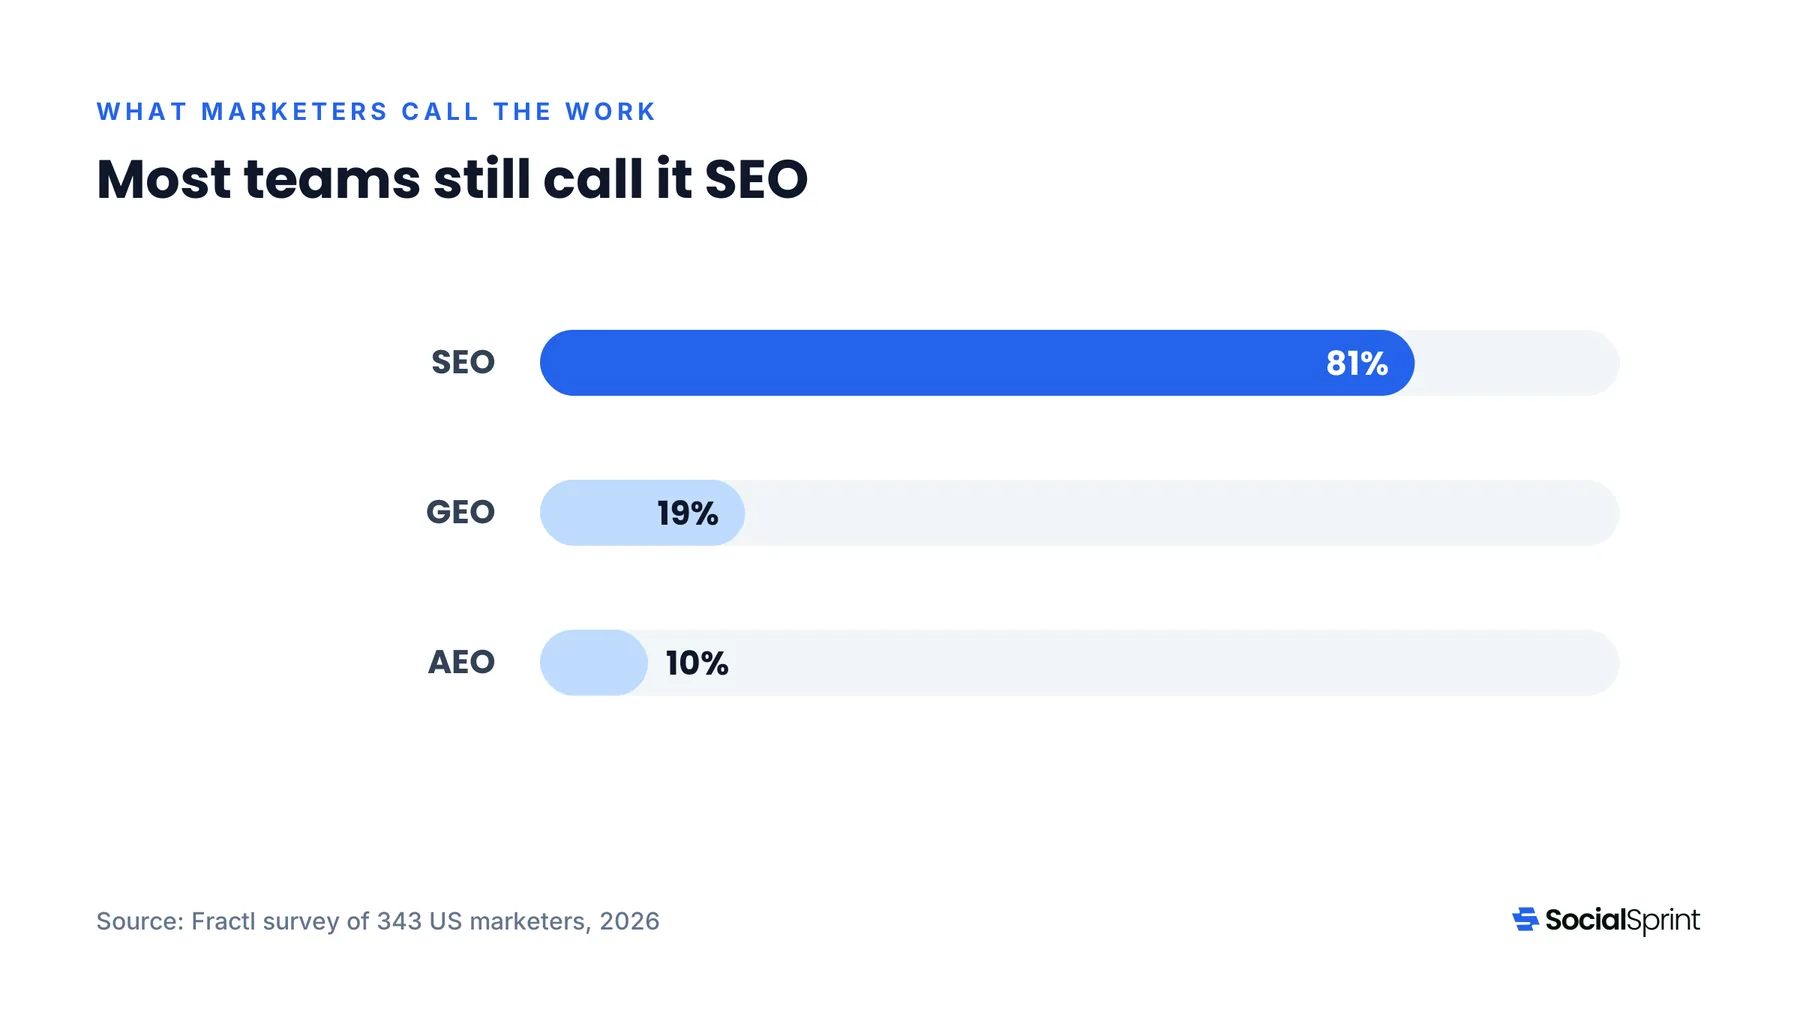 WHAT MARKETERS CALL THE WORK
Most teams still call it SEO
SEO 81%
GEO 19%
AEO 10%
Source: Fractl survey of 343 US marketers, 2026
SocialSprint